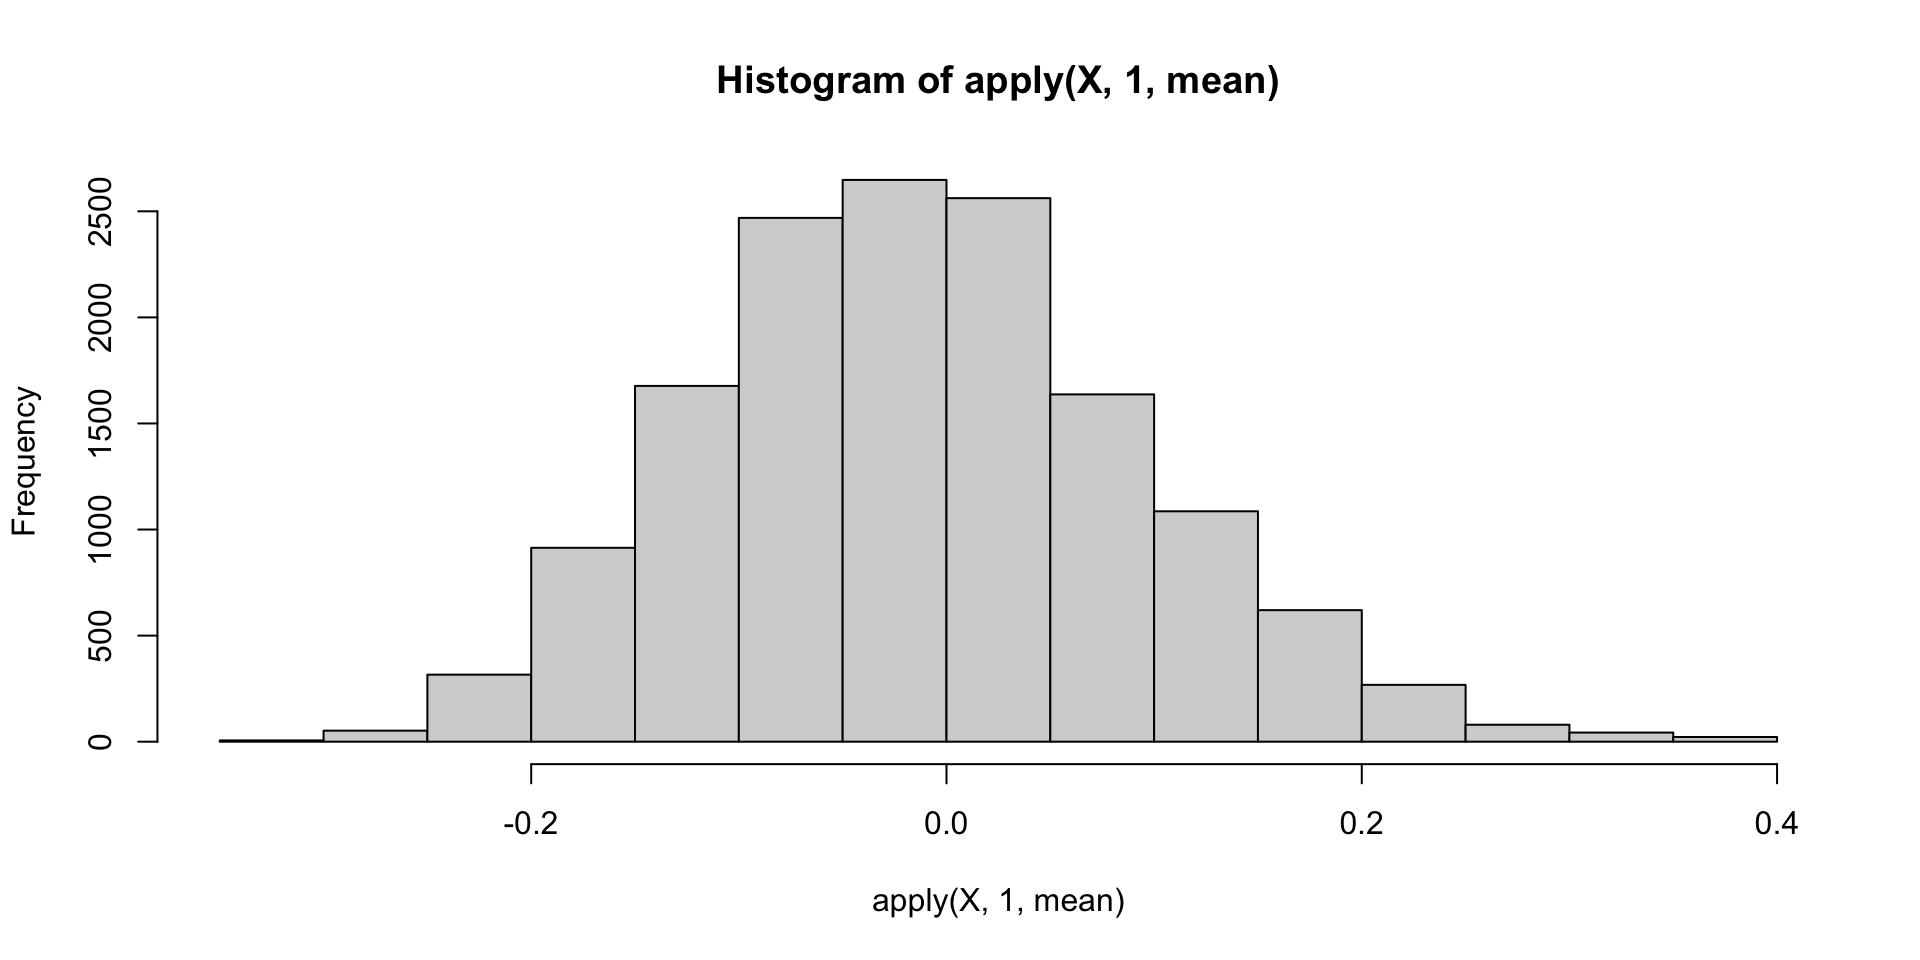 Histogram of apply(X, 1, mean)
Frequency
2500
2000
1500
1000
500
0
-0.2 0.0 0.2 0.4
apply(X, 1, mean)